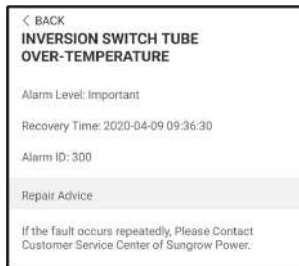 < BACK
INVERSION SWITCH TUBE
OVER-TEMPERATURE
Alarm Level: Important
Recovery Time: 2020-04-09 09:36:30
Alarm ID: 300
Repair Advice
If the fault occurs repeatedly, Please Contact
Customer Service Center of Sungrow Power.